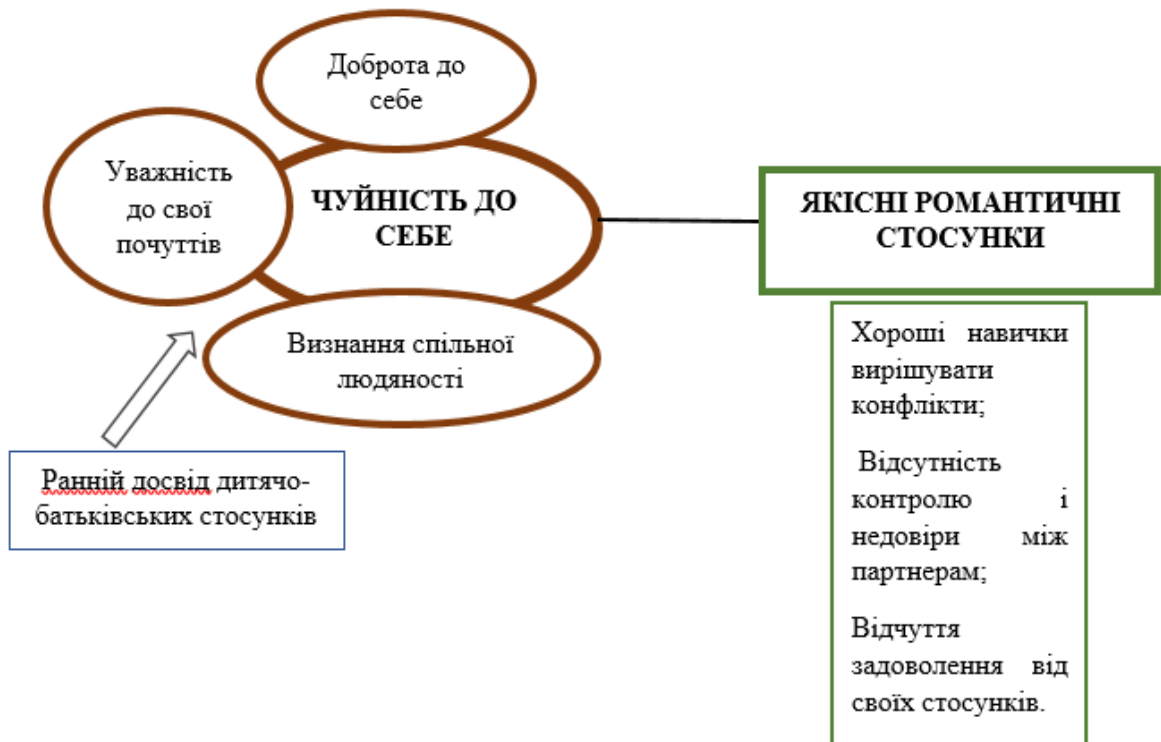 Доброта до
себе
Уважність
до свої
почуттів
ЧУЙНІСТЬ ДО
СЕБЕ
Визнання спільної
людяності
Ранній досвід дитячо-
батьківських стосунків
ЯКІСНІ РОМАНТИЧНІ
СТОСУНКИ
Хороші навички
вирішувати
конфлікти;
Відсутність
контролю і
недовіри між
партнерам;
Відчуття
задоволення від
своїх стосунків.